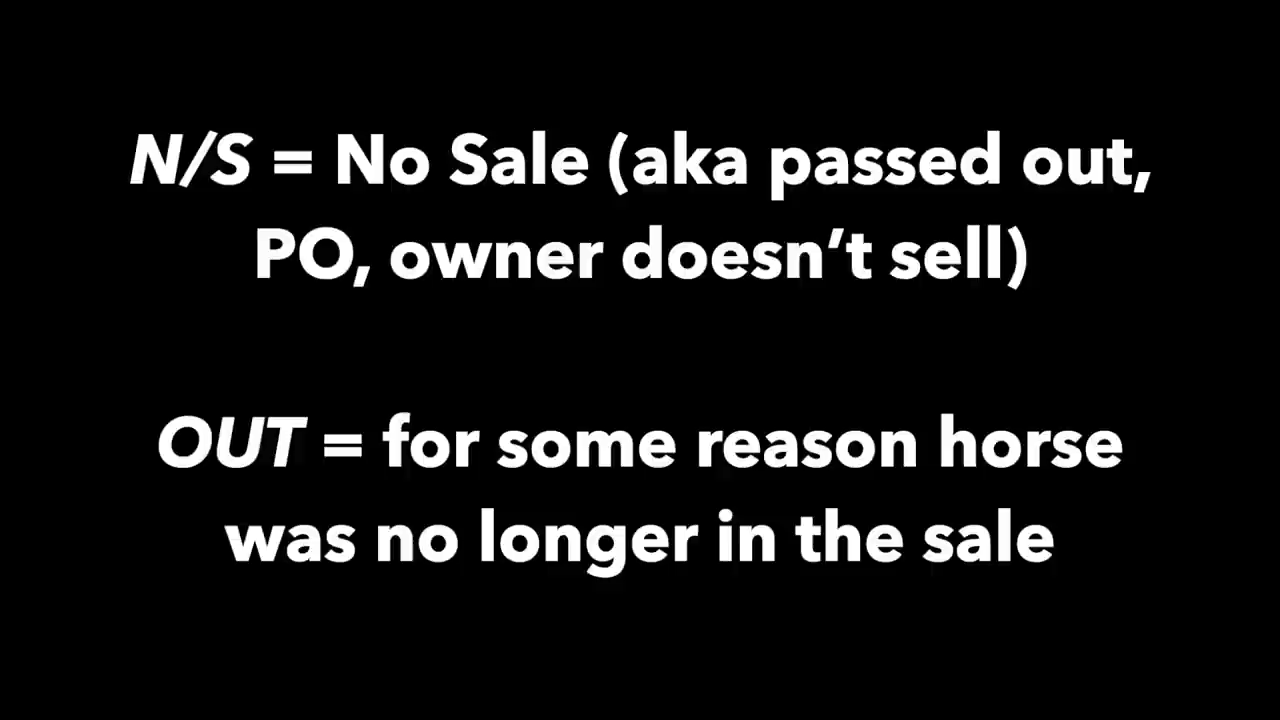 N/S = No Sale (aka passed out,
PO, owner doesn’t sell)
OUT = for some reason horse
was no longer in the sale